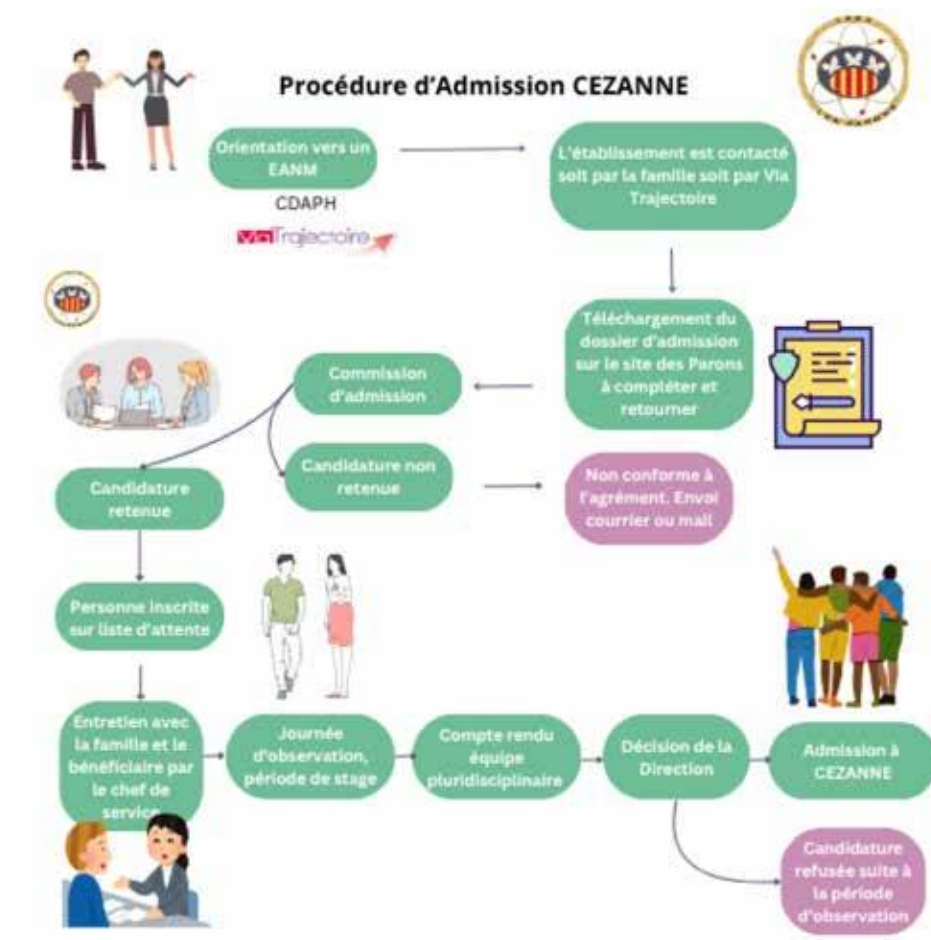 Procédure d'Admission CEZANNE
Orientation vers un
EANM
CDAPH
ViaTrajectoire
L'établissement est contacté
soit par la famille soit par Via
Trajectoire
Téléchargement du
dossier d'admission
sur le site des Parons
à compléter et
retourner
Commission
d'admission
Candidature non
retenue
Non conforme à
l'agrément. Envoi
courrier ou mail
Candidature
retenue
Personne inscrite
sur liste d'attente
Entretien avec
la famille et le
bénéficiaire par
le chef de
service
Journée
d'observation,
période de stage
Compte rendu
équipe
pluridisciplinaire
Décision de la
Direction
Admission à
CEZANNE
Candidature
refusée suite à
la période
d'observation